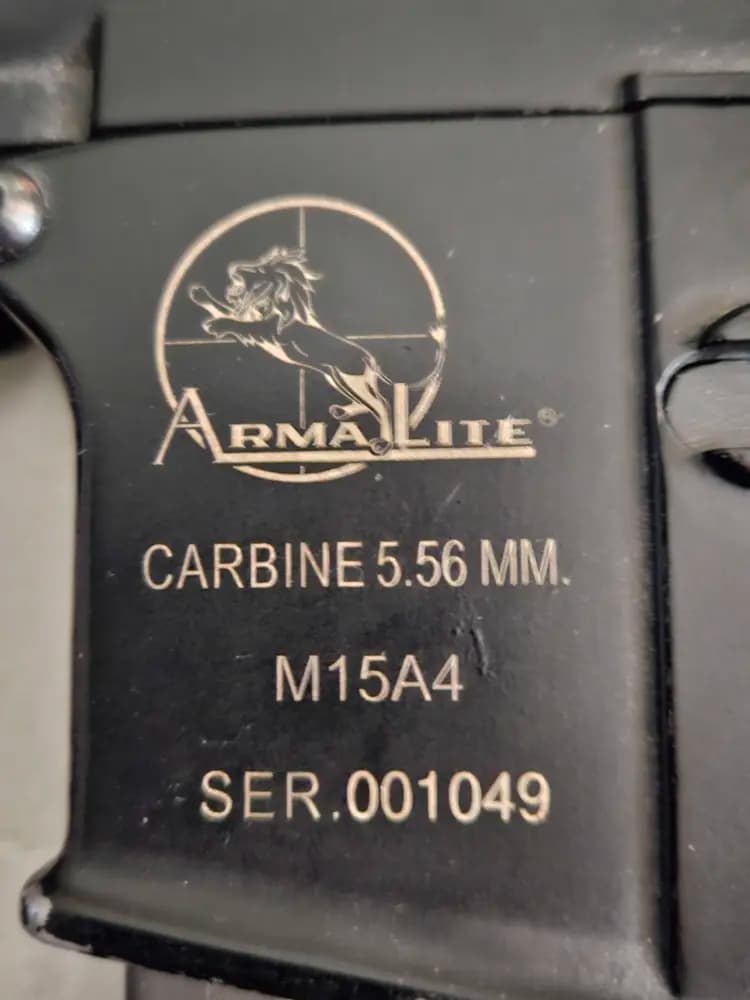 ARMALITE®
CARBINE 5.56 MM.
M15A4
SER.001049